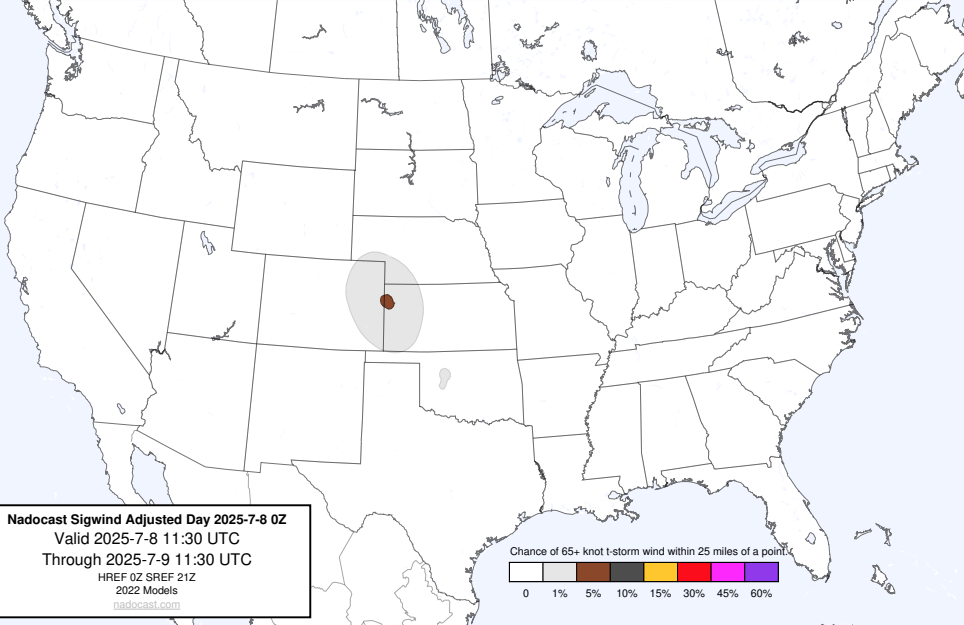 Nadocast Sigwind Adjusted Day 2025-7-8 0Z
Valid 2025-7-8 11:30 UTC
Through 2025-7-9 11:30 UTC
HREF 0Z SREF 21Z
2022 Models
nadocast.com
Chance of 65+ knot t-storm wind within 25 miles of a point.
0 1% 5% 10% 15% 30% 45% 60%